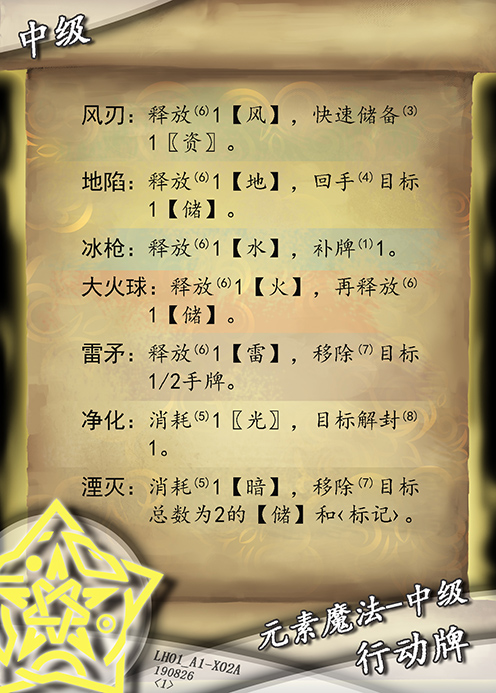 中级
风刃：释放⁽⁶⁾1【风】，快速储备⁽³⁾
1〖资〗。
地陷：释放⁽⁶⁾1【地】，回手⁽⁴⁾目标
1【储】。
冰枪：释放⁽⁶⁾1【水】，补牌⁽¹⁾1。
大火球：释放⁽⁶⁾1【火】，再释放⁽⁶⁾
1【储】。
雷矛：释放⁽⁶⁾1【雷】，移除⁽⁷⁾目标
1/2手牌。
净化：消耗⁽⁵⁾1〖光〗，目标解封⁽⁸⁾
1。
湮灭：消耗⁽⁵⁾1【暗】，移除⁽⁷⁾目标
总数为2的【储】和<标记>。
元素魔法-中级
行动牌
LH01_A1-X02A
190826
<1>